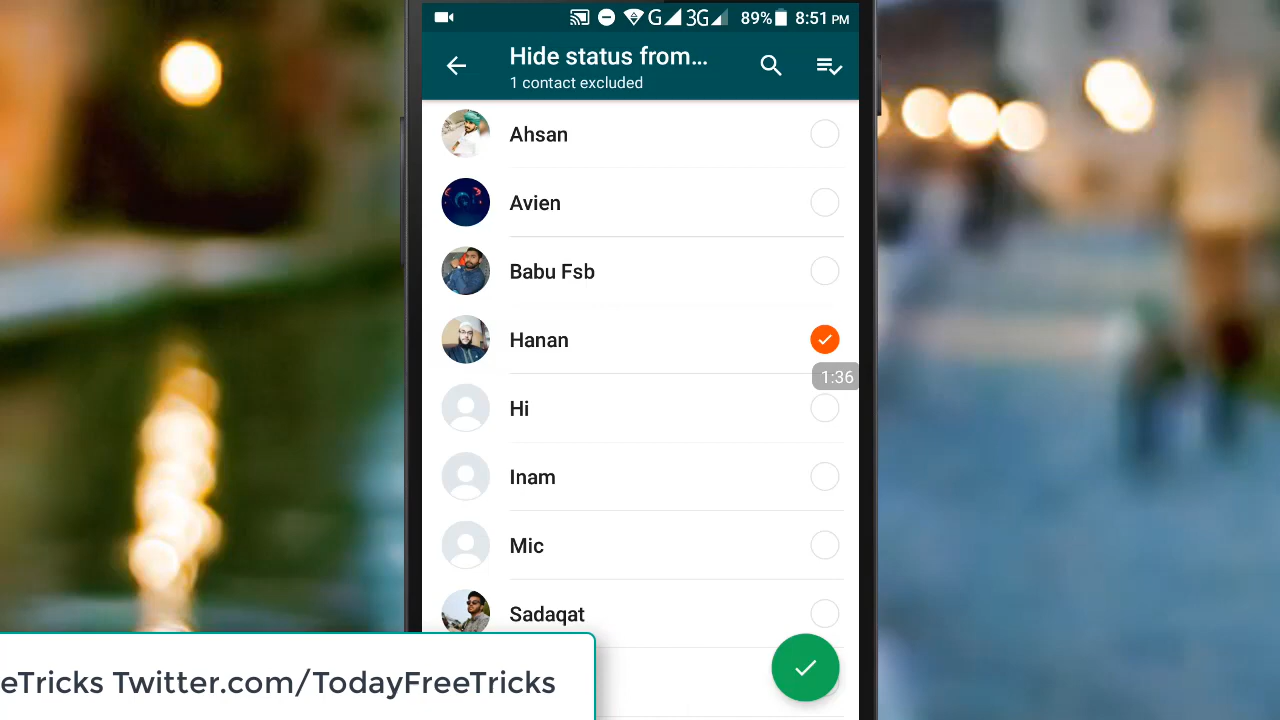 G 3G 89% 8:51 PM
Hide status from...
1 contact excluded
Ahsan
Avien
Babu Fsb
Hanan
1:36
Hi
Inam
Mic
Sadaqat
eTricks Twitter.com/TodayFreeTricks